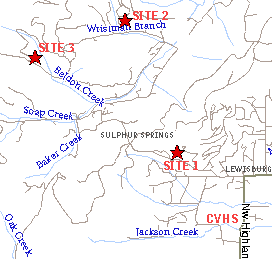 SITE 2
Wrisman Branch
SITE 3
Beldon Creek
Soap Creek
SULPHUR SPRINGS
Baker Creek
SITE 1
LEWISBURG
CVHS
Oak Creek
Jackson Creek
NW Highlan